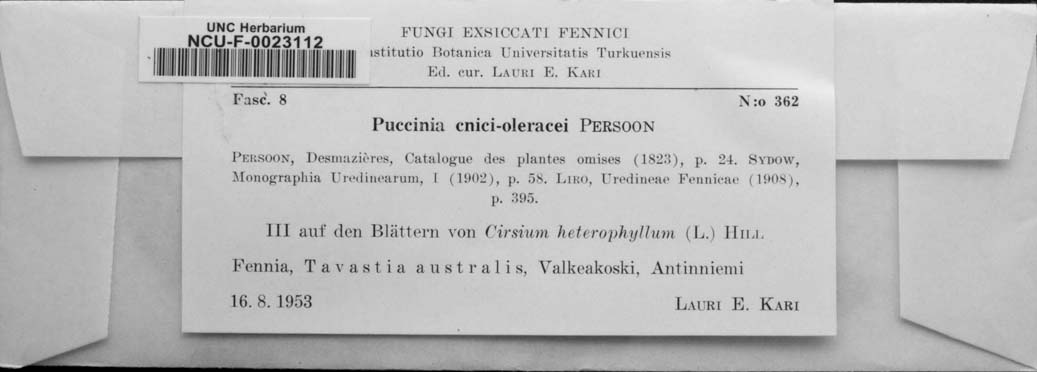 UNC Herbarium
NCU-F-0023112
FUNGI EXSICCATI FENNICI
Botanica Universitatis Turkuensis
Ed. cur. LAURI E. KARI
Fasc. 8 N:o 362
Puccinia cnici-oleracei PERSOON
PERSOON, Desmazières, Catalogue des plantes omises (1823), p. 24. SYDOW,
Monographia Uredinearum, I (1902), p. 58. LIRO, Uredineae Fennicae (1908),
p. 395.
III auf den Blättern von Cirsium heterophyllum (L.) HILL
Fennia, Tavastia australis, Valkeakoski, Antinniemi
16. 8. 1953 LAURI E. KARI